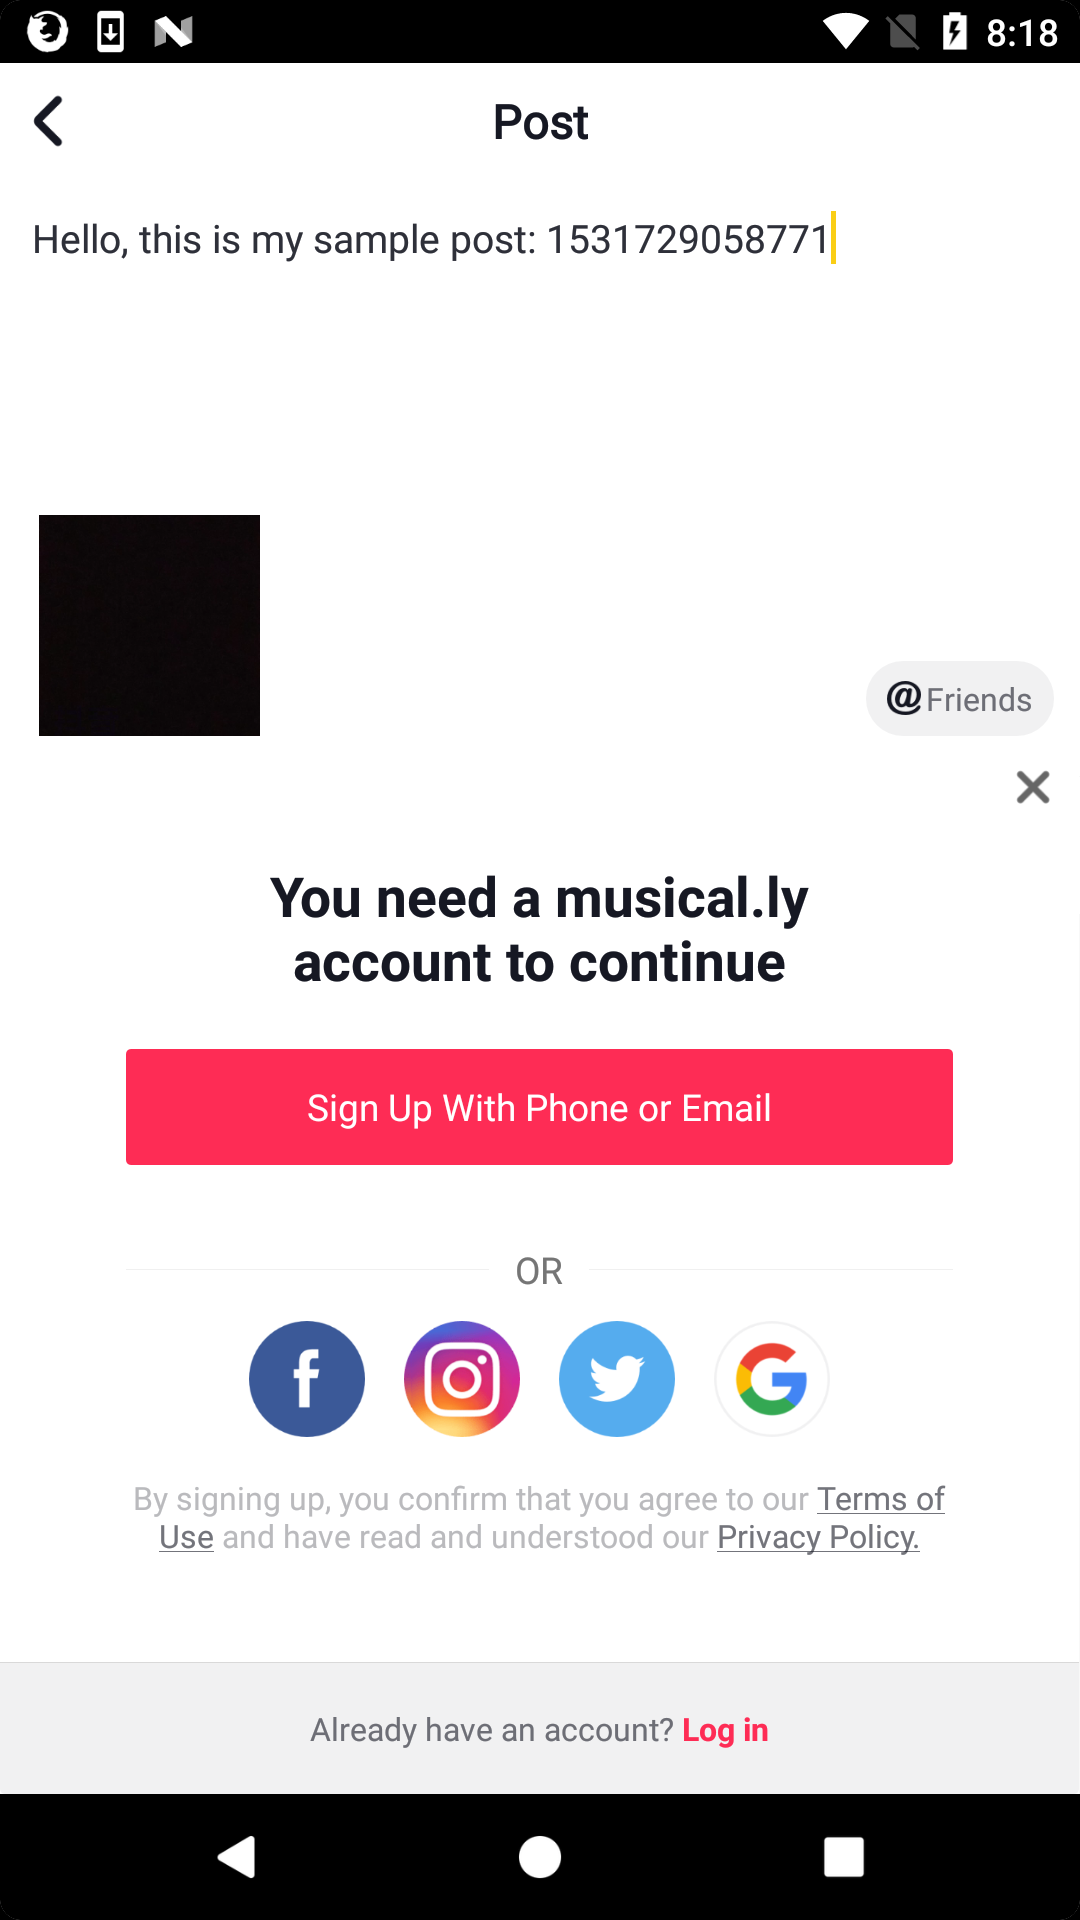 8:18
Post
Hello, this is my sample post: 1531729058771
@Friends
You need a musical.ly
account to continue
Sign Up With Phone or Email
OR
By signing up, you confirm that you agree to our Terms of
Use and have read and understood our Privacy Policy.
Already have an account? Log in